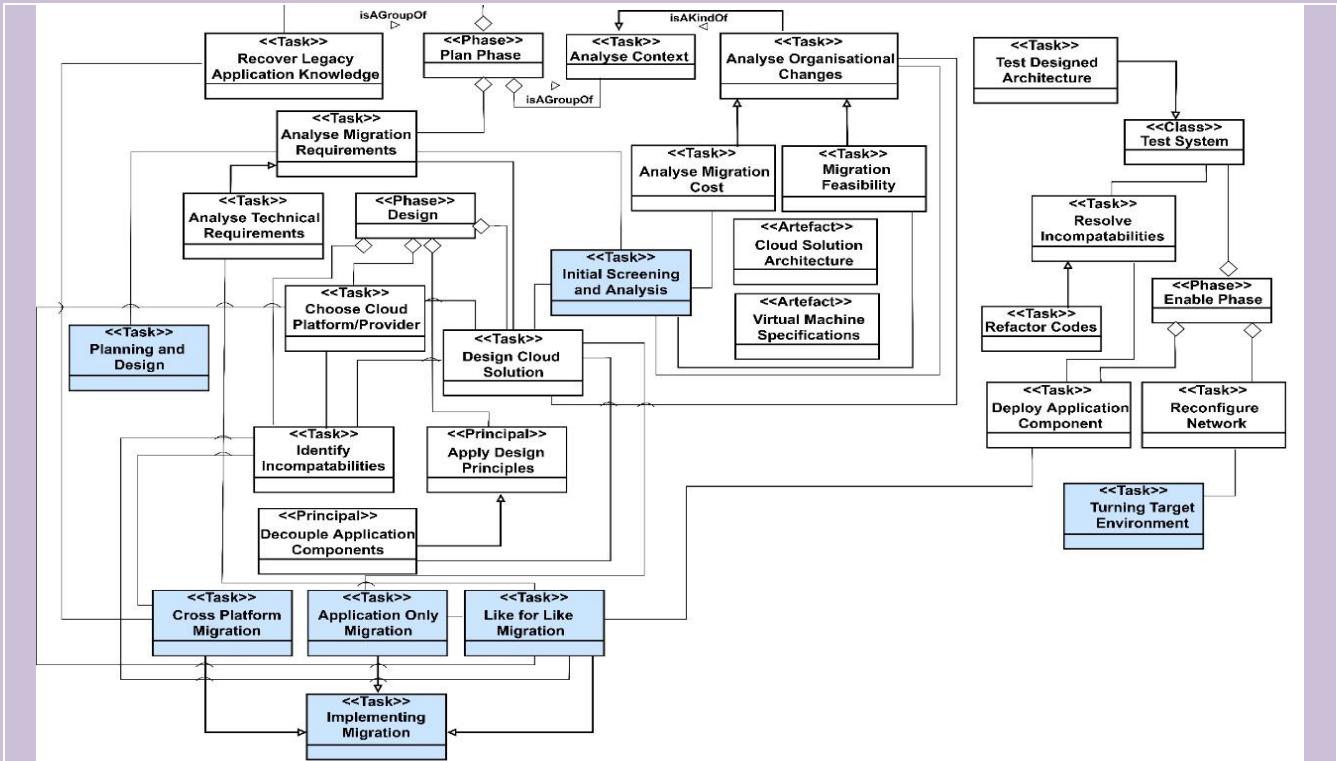 isAGroupOf
isAKindOf
<<Task>>
Recover Legacy
Application Knowledge
<<Phase>>
Plan Phase
<<Task>>
Analyse Context
<<Task>>
Analyse Organisational
Changes
<<Task>>
Test Designed
Architecture
isAGroupOf
<<Task>>
Analyse Migration
Requirements
<<Class>>
Test System
<<Task>>
Analyse Migration
Cost
<<Task>>
Migration
Feasibility
<<Task>>
Analyse Technical
Requirements
<<Phase>>
Design
<<Task>>
Resolve
Incompatabilities
<<Artefact>>
Cloud Solution
Architecture
<<Task>>
Initial Screening
and Analysis
<<Phase>>
Enable Phase
<<Task>>
Choose Cloud
Platform/Provider
<<Artefact>>
Virtual Machine
Specifications
<<Task>>
Refactor Codes
<<Task>>
Planning and
Design
<<Task>>
Design Cloud
Solution
<<Task>>
Deploy Application
Component
<<Task>>
Reconfigure
Network
<<Task>>
Identify
Incompatabilities
<<Principal>>
Apply Design
Principles
<<Task>>
Turning Target
Environment
<<Principal>>
Decouple Application
Components
<<Task>>
Cross Platform
Migration
<<Task>>
Application Only
Migration
<<Task>>
Like for Like
Migration
<<Task>>
Implementing
Migration